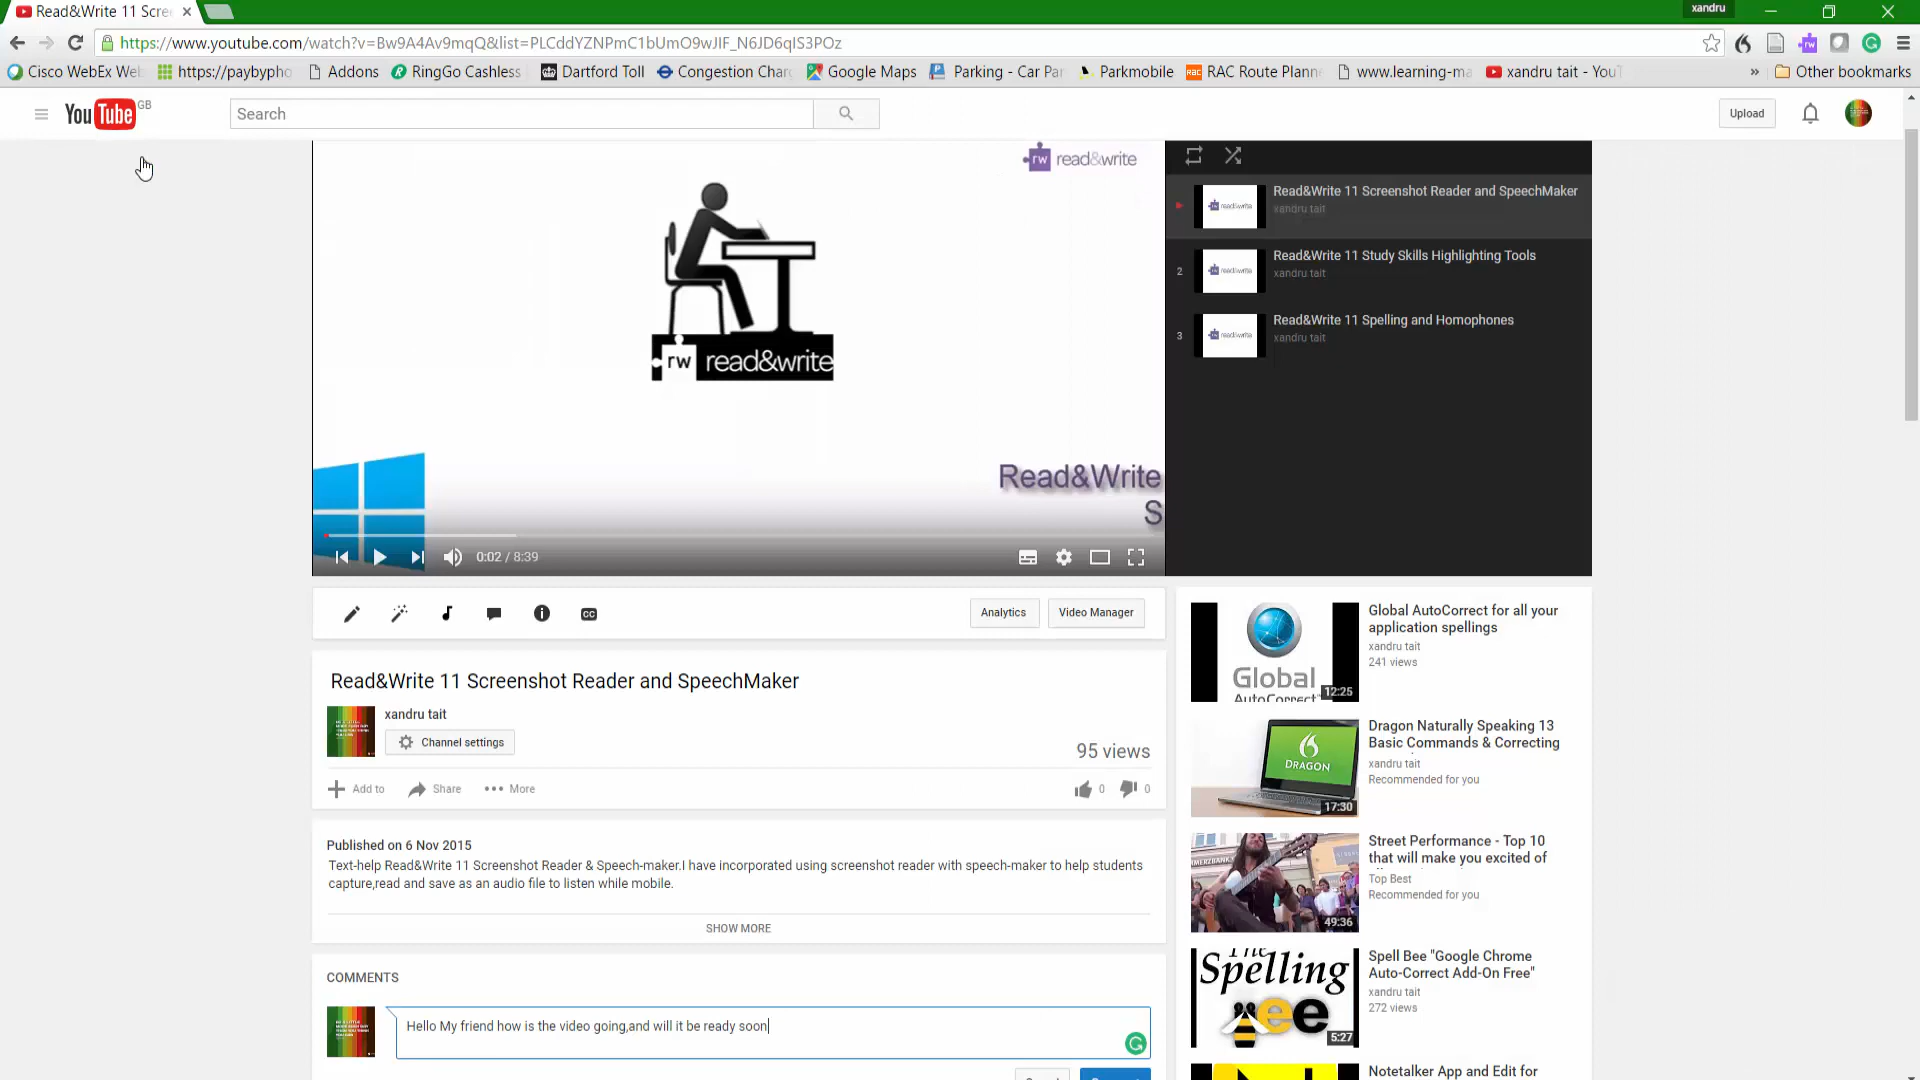 Read&Write 11 Scre
xandru
https://www.youtube.com/watch?v=Bw9A4Av9mqQ&list=PLCddYZNPmC1bUmO9wJIF_N6JD6qIS3POz
rw
Cisco WebEx We
https://paybypho
Addons
RingGo Cashless
Dartford Toll
Congestion Char
Google Maps
Parking - Car Pa
Parkmobile
RAC Route Plann
www.learning-m
xandru tait - You
»
Other bookmarks
YouTube GB
Search
Upload
rw read&write
rw read&write
Read&Write
S
0:02 / 8:39
Read&Write 11 Screenshot Reader and SpeechMaker
xandru tait
2
Read&Write 11 Study Skills Highlighting Tools
xandru tait
3
Read&Write 11 Spelling and Homophones
xandru tait
CC
Analytics
Video Manager
Read&Write 11 Screenshot Reader and SpeechMaker
xandru tait
Channel settings
95 views
Add to
Share
More
0
0
Published on 6 Nov 2015
Text-help Read&Write 11 Screenshot Reader & Speech-maker.I have incorporated using screenshot reader with speech-maker to help students
capture,read and save as an audio file to listen while mobile.
SHOW MORE
COMMENTS
Hello My friend how is the video going,and will it be ready soon
Global
AutoCorrect
12:25
Global AutoCorrect for all your
application spellings
xandru tait
241 views
DRAGON
17:30
Dragon Naturally Speaking 13
Basic Commands & Correcting
xandru tait
Recommended for you
49:36
Street Performance - Top 10
that will make you excited of
Top Best
Recommended for you
The
Spelling
Bee
5:27
Spell Bee "Google Chrome
Auto-Correct Add-On Free"
xandru tait
272 views
Notetalker App and Edit for